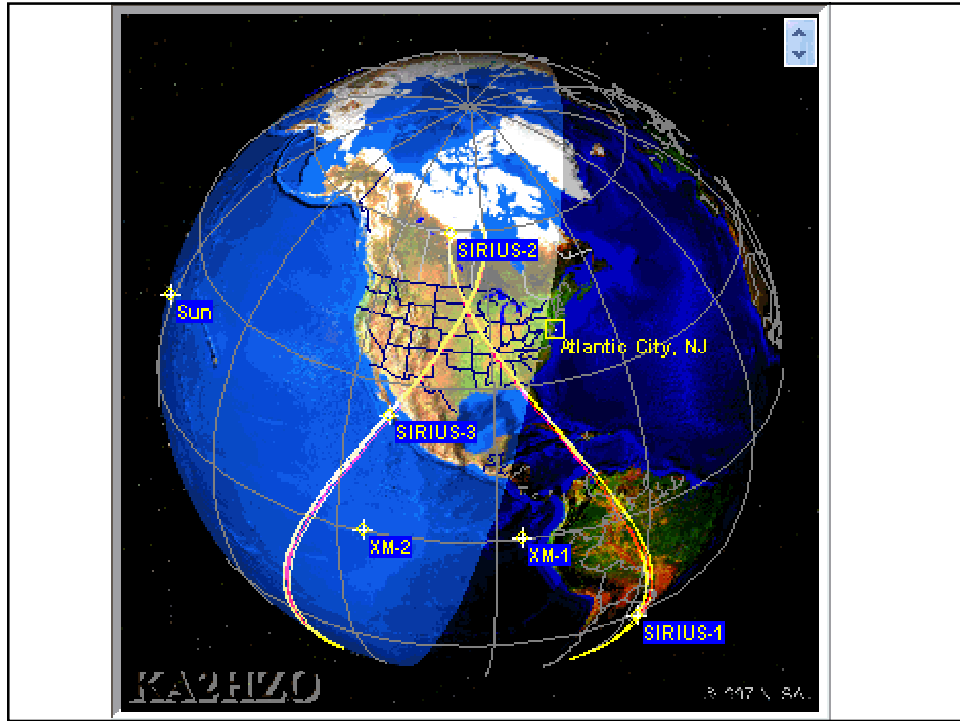 SIRIUS-2
Sun
Atlantic City, NJ
SIRIUS-3
XM-2
XM-1
SIRIUS-1
KA2HZO